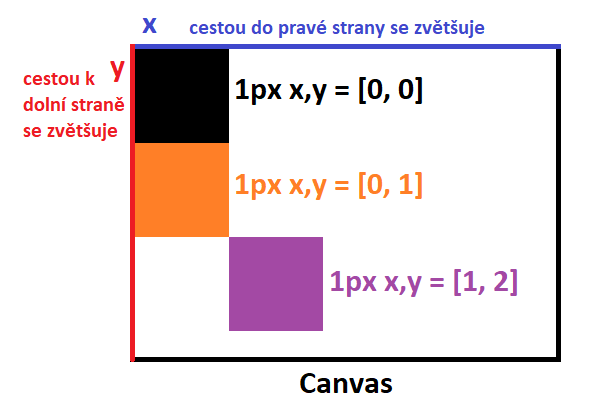 x cestou do pravé strany se zvětšuje
y
cestou k
dolní straně
se zvětšuje
1px x,y = [0, 0]
1px x,y = [0, 1]
1px x,y = [1, 2]
Canvas